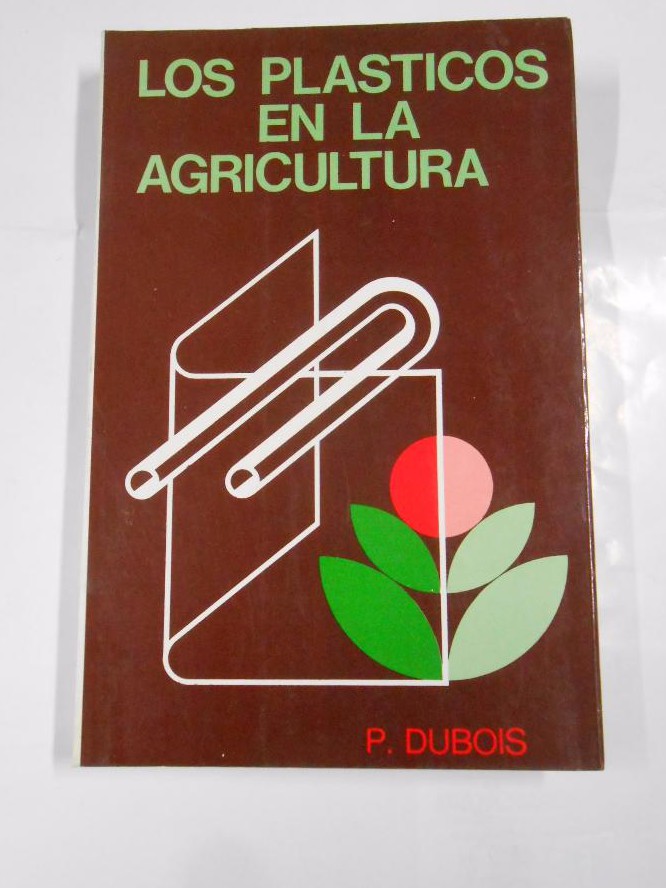 LOS PLASTICOS
EN LA
AGRICULTURA
P. DUBOIS